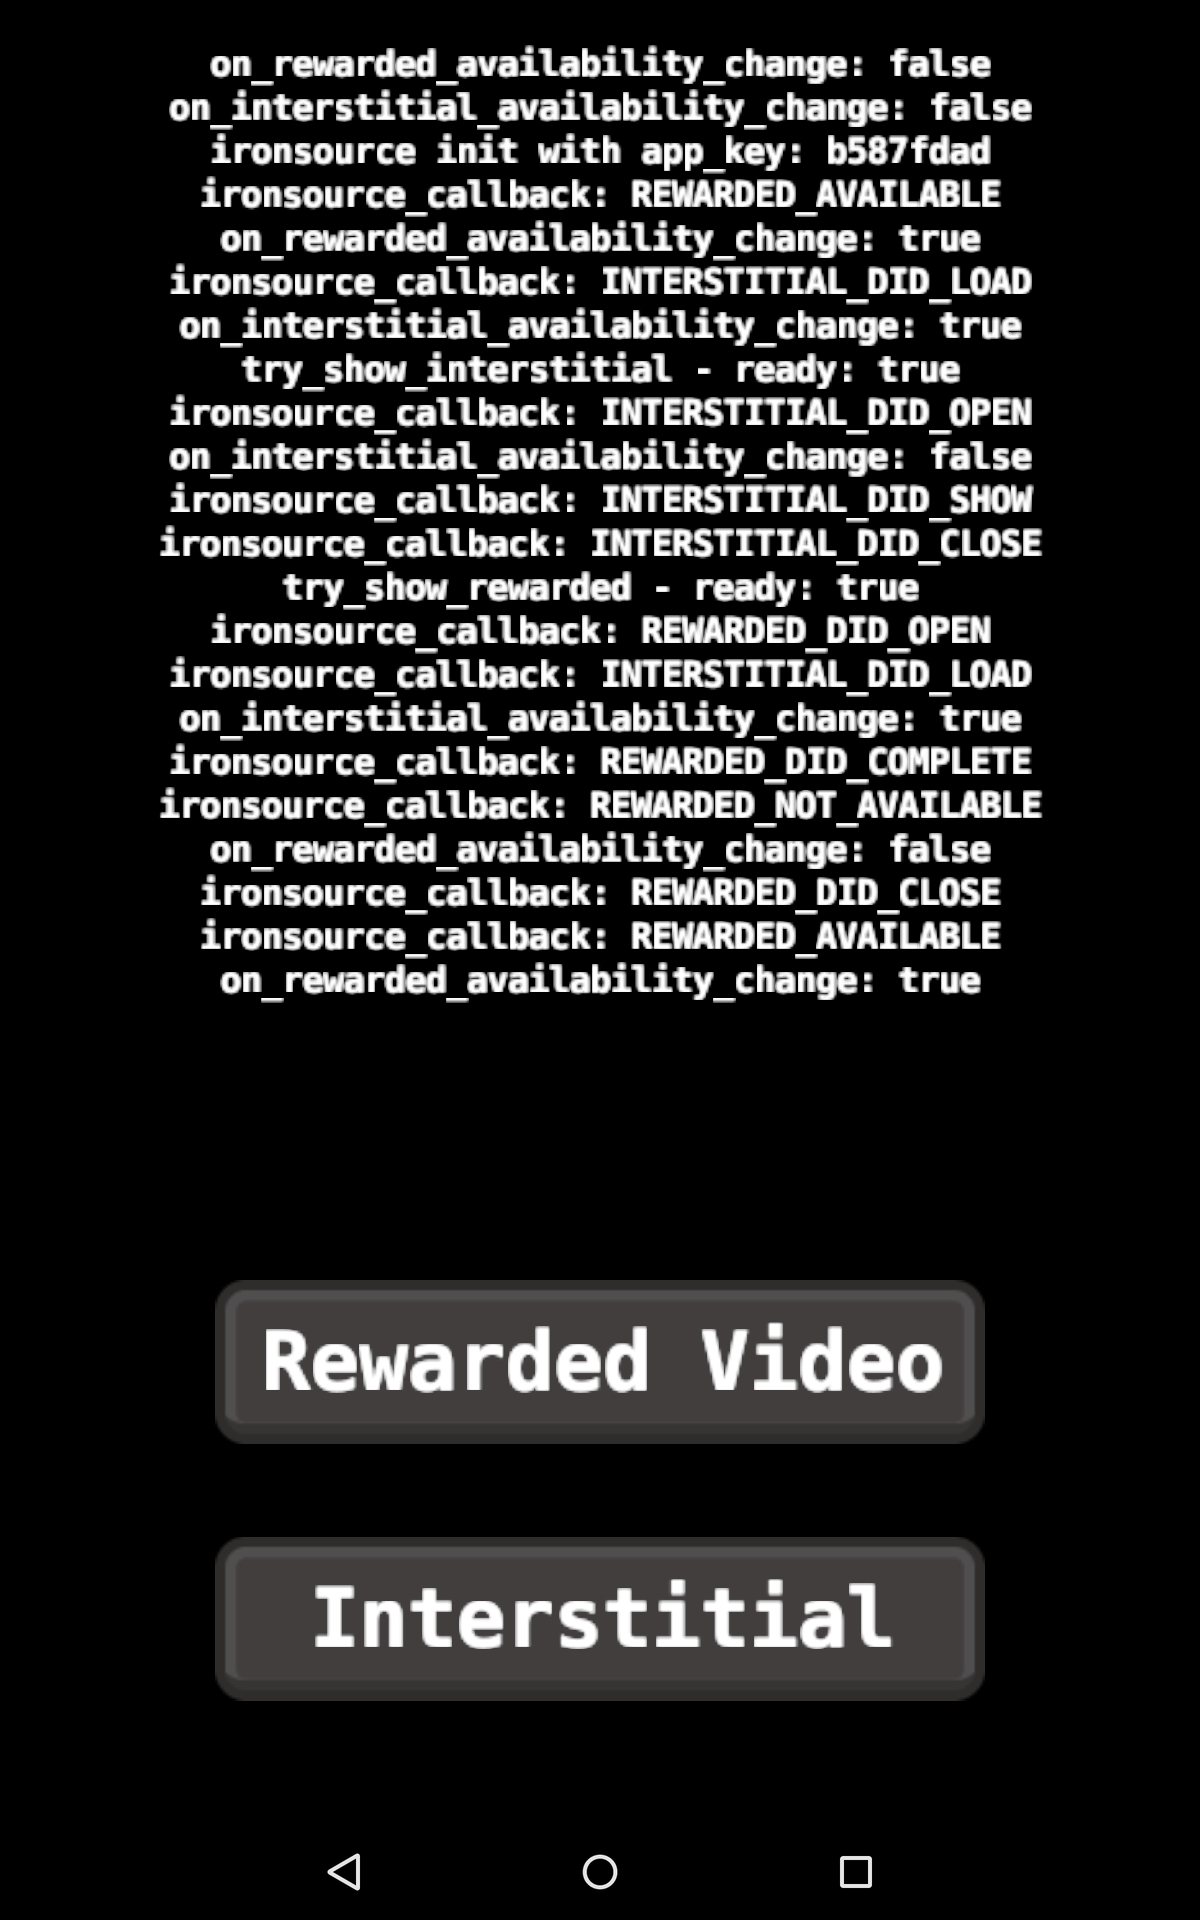 on_rewarded_availability_change: false
on_interstitial_availability_change: false
ironsource init with app_key: b587fdad
ironsource_callback: REWARDED_AVAILABLE
on_rewarded_availability_change: true
ironsource_callback: INTERSTITIAL_DID_LOAD
on_interstitial_availability_change: true
try_show_interstitial - ready: true
ironsource_callback: INTERSTITIAL_DID_OPEN
on_interstitial_availability_change: false
ironsource_callback: INTERSTITIAL_DID_SHOW
ironsource_callback: INTERSTITIAL_DID_CLOSE
try_show_rewarded - ready: true
ironsource_callback: REWARDED_DID_OPEN
ironsource_callback: INTERSTITIAL_DID_LOAD
on_interstitial_availability_change: true
ironsource_callback: REWARDED_DID_COMPLETE
ironsource_callback: REWARDED_NOT_AVAILABLE
on_rewarded_availability_change: false
ironsource_callback: REWARDED_DID_CLOSE
ironsource_callback: REWARDED_AVAILABLE
on_rewarded_availability_change: true
Rewarded Video
Interstitial